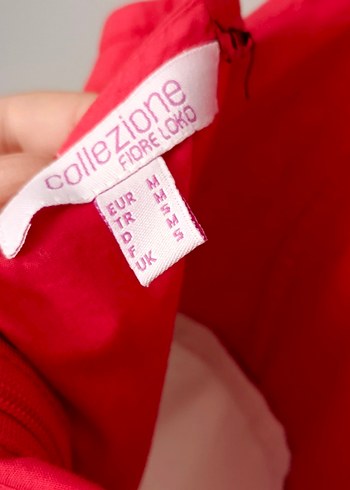 collezione
FIORE LOKO
EUR M
TR M
D S
F M
UK S